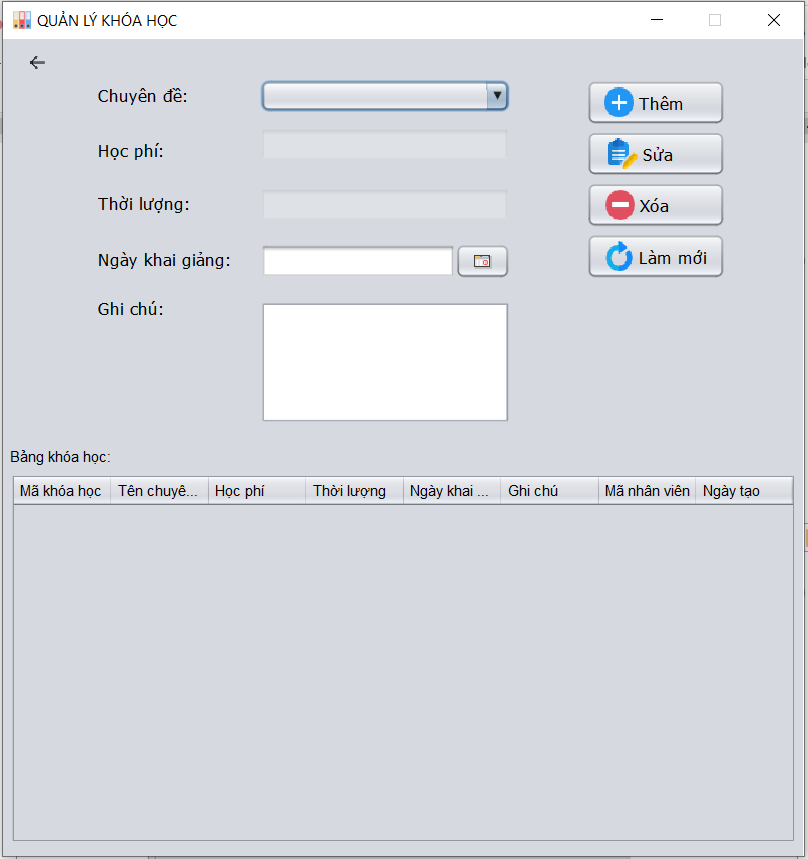 QUẢN LÝ KHÓA HỌC
Chuyên đề:
Thêm
Học phí:
Sửa
Thời lượng:
Xóa
Ngày khai giảng:
Làm mới
Ghi chú:
Bảng khóa học:
Mã khóa học Tên chuyê... Học phí Thời lượng Ngày khai ... Ghi chú Mã nhân viên Ngày tạo